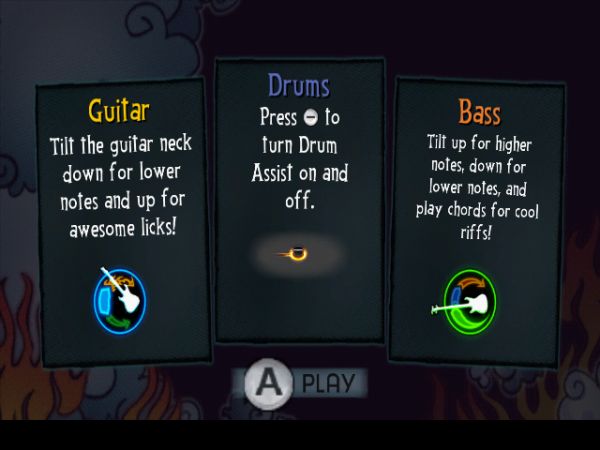 Guitar
Tilt the guitar neck
down for lower
notes and up for
awesome licks!
Drums
Press - to
turn Drum
Assist on and
off.
Bass
Tilt up for higher
notes, down for
lower notes, and
play chords for cool
riffs!
A PLAY